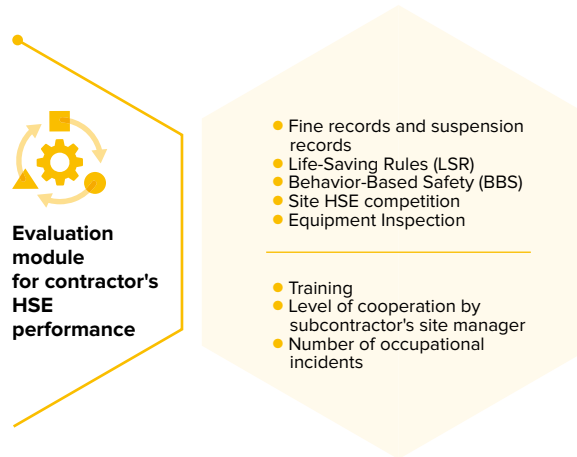 Evaluation
module
for contractor's
HSE
performance
Fine records and suspension
records
Life-Saving Rules (LSR)
Behavior-Based Safety (BBS)
Site HSE competition
Equipment Inspection
Training
Level of cooperation by
subcontractor's site manager
Number of occupational
incidents